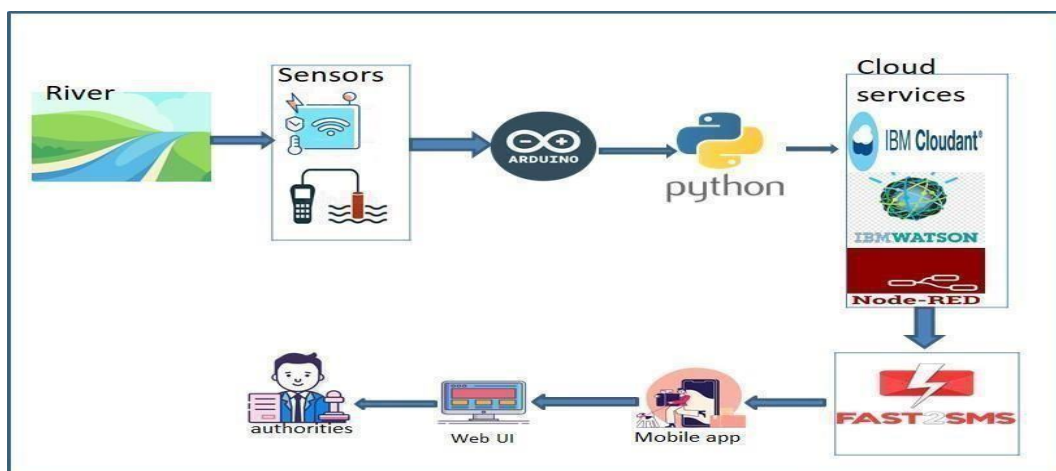 River
Sensors
ARDUINO
python
Cloud
services
IBM Cloudant®
IBMWATSON
Node-RED
FAST2SMS
Mobile app
Web UI
authorities